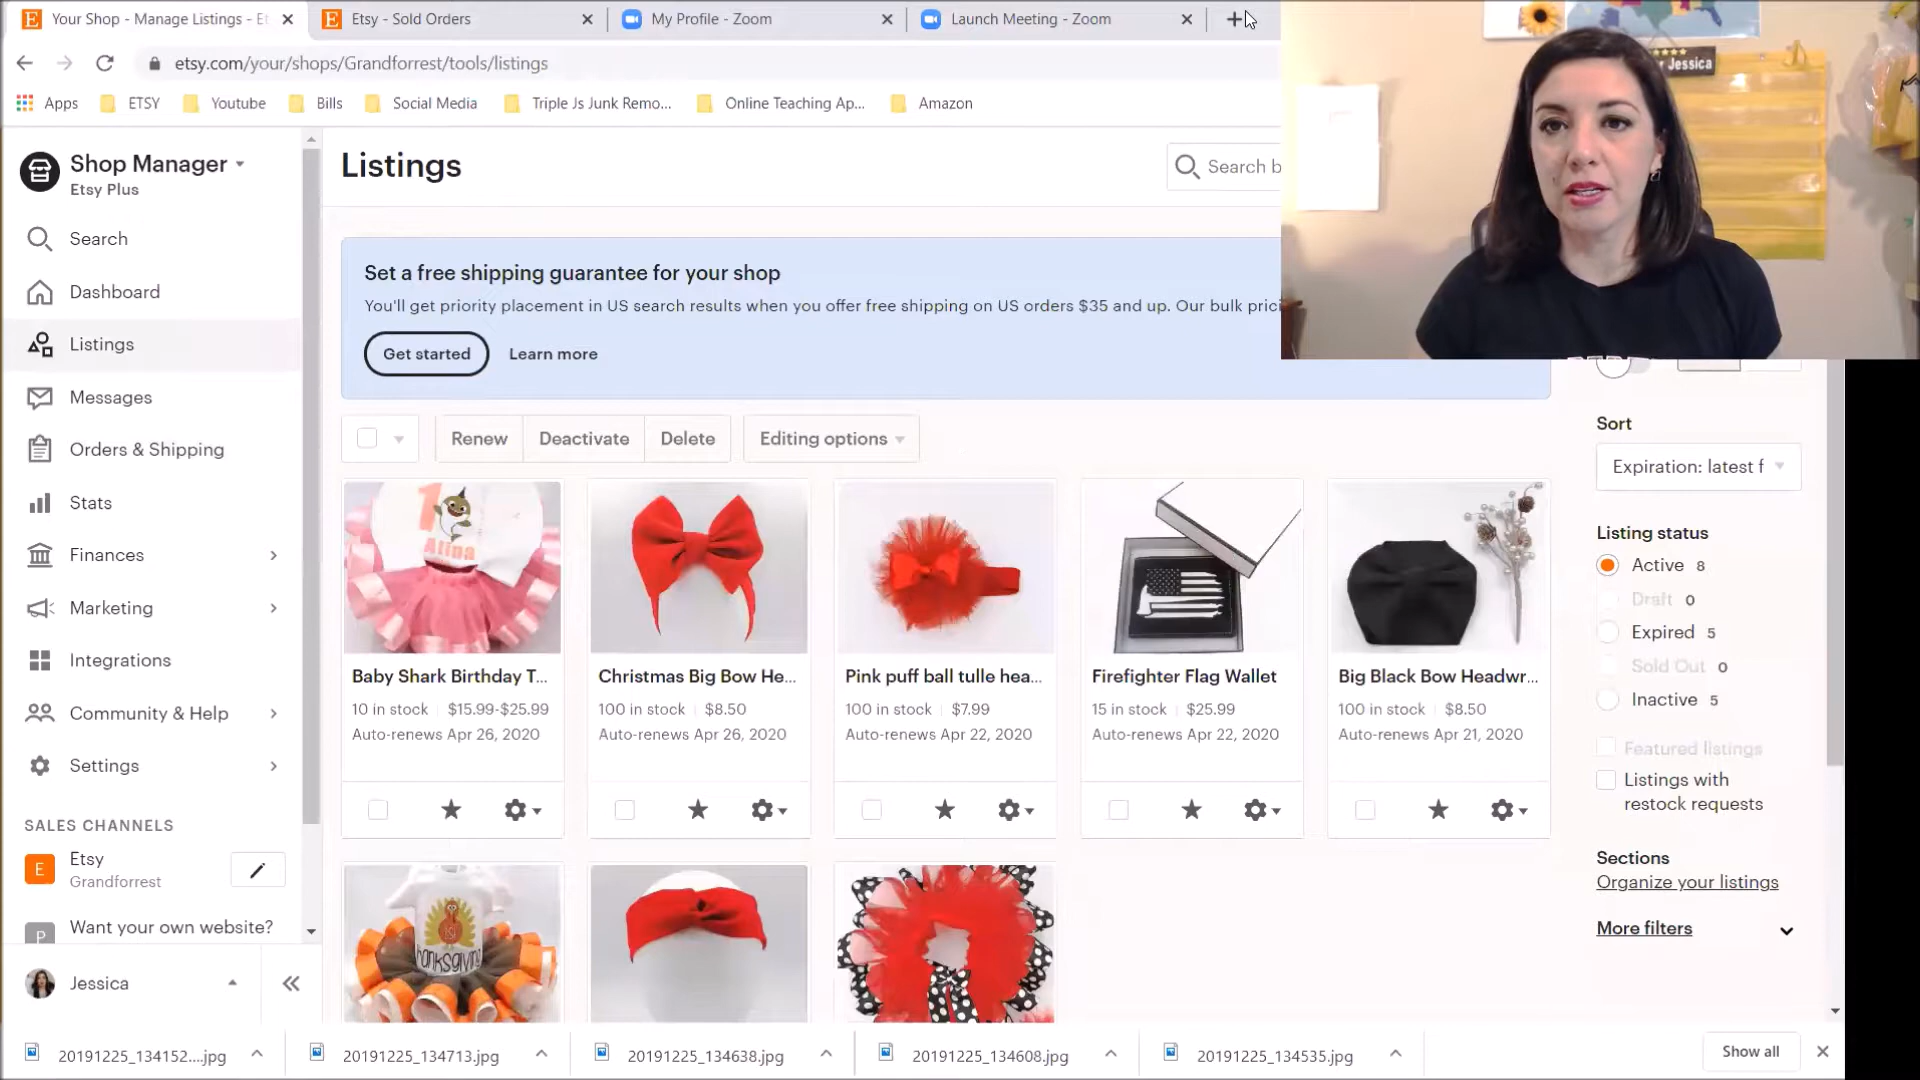 Your Shop - Manage Listings - Et
Etsy - Sold Orders
My Profile - Zoom
Launch Meeting - Zoom
etsy.com/your/shops/Grandforrest/tools/listings
Apps
ETSY
Youtube
Bills
Social Media
Triple Js Junk Remo...
Online Teaching Ap...
Amazon
Jessica
Shop Manager
Etsy Plus
Search
Dashboard
Listings
Messages
Orders & Shipping
Stats
Finances
Marketing
Integrations
Community & Help
Settings
SALES CHANNELS
E
Etsy
Grandforrest
P
Want your own website?
Jessica
Listings
Search b
Set a free shipping guarantee for your shop
You'll get priority placement in US search results when you offer free shipping on US orders $35 and up. Our bulk prici
Get started
Learn more
Renew
Deactivate
Delete
Editing options
1
Baby Shark Birthday T...
10 in stock | $15.99-$25.99
Auto-renews Apr 26, 2020
Christmas Big Bow He...
100 in stock | $8.50
Auto-renews Apr 26, 2020
Pink puff ball tulle hea...
100 in stock | $7.99
Auto-renews Apr 22, 2020
Firefighter Flag Wallet
15 in stock | $25.99
Auto-renews Apr 22, 2020
Big Black Bow Headwr...
100 in stock | $8.50
Auto-renews Apr 21, 2020
Sort
Expiration: latest f
Listing status
Active 8
Draft 0
Expired 5
Sold Out 0
Inactive 5
Featured listings
Listings with
restock requests
Sections
Organize your listings
More filters
20191225_134152....jpg
20191225_134713.jpg
20191225_134638.jpg
20191225_134608.jpg
20191225_134535.jpg
Show all